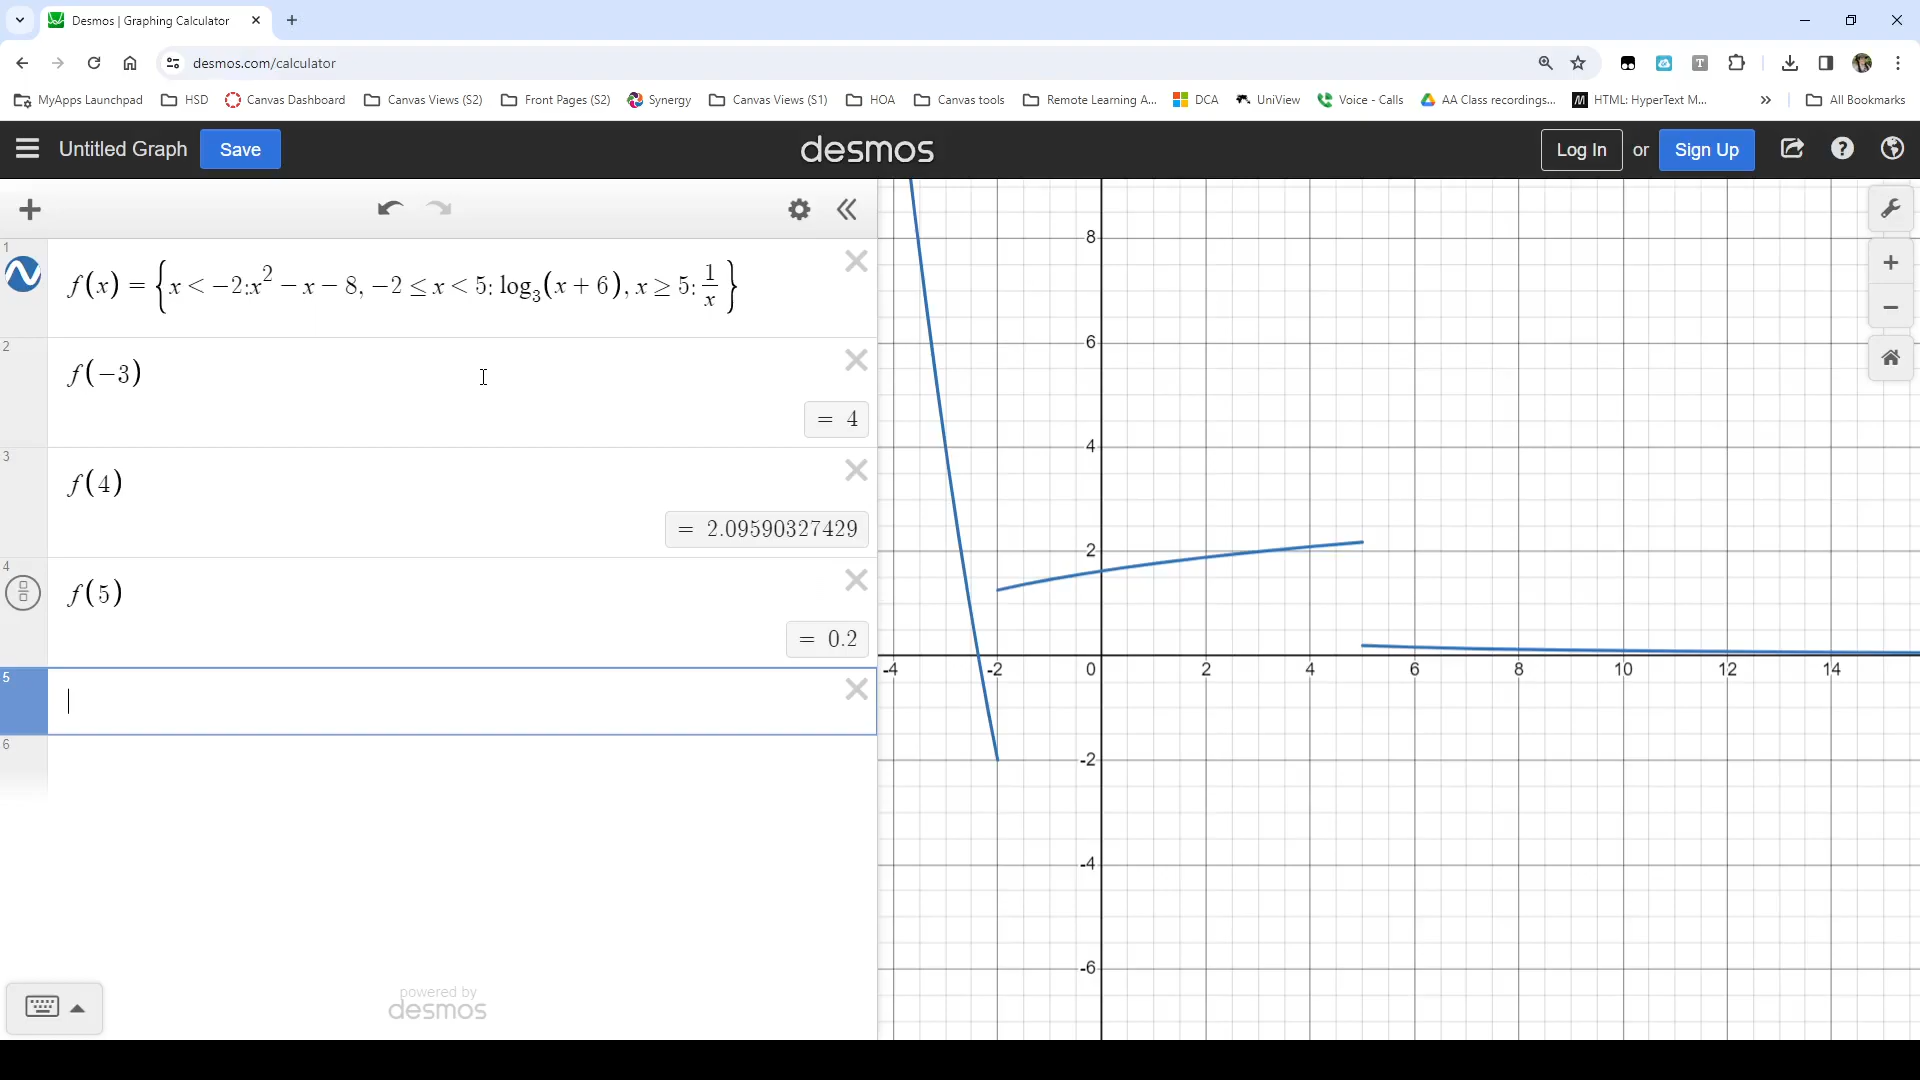 Desmos | Graphing Calculator
desmos.com/calculator
MyApps Launchpad HSD Canvas Dashboard Canvas Views (S2) Front Pages (S2) Synergy Canvas Views (S1) HOA Canvas tools Remote Learning A... DCA UniView Voice - Calls AA Class recordings... HTML: HyperText M... » All Bookmarks
Untitled Graph Save desmos Log In or Sign Up
1
f(x) = {x < −2: x² − x − 8, −2 ≤ x < 5: log₃(x + 6), x ≥ 5: 1/x}
2
f(−3)
= 4
3
f(4)
= 2.09590327429
4
f(5)
= 0.2
5
6
powered by
desmos
8
6
4
2
-4 -2 0 2 4 6 8 10 12 14
-2
-4
-6